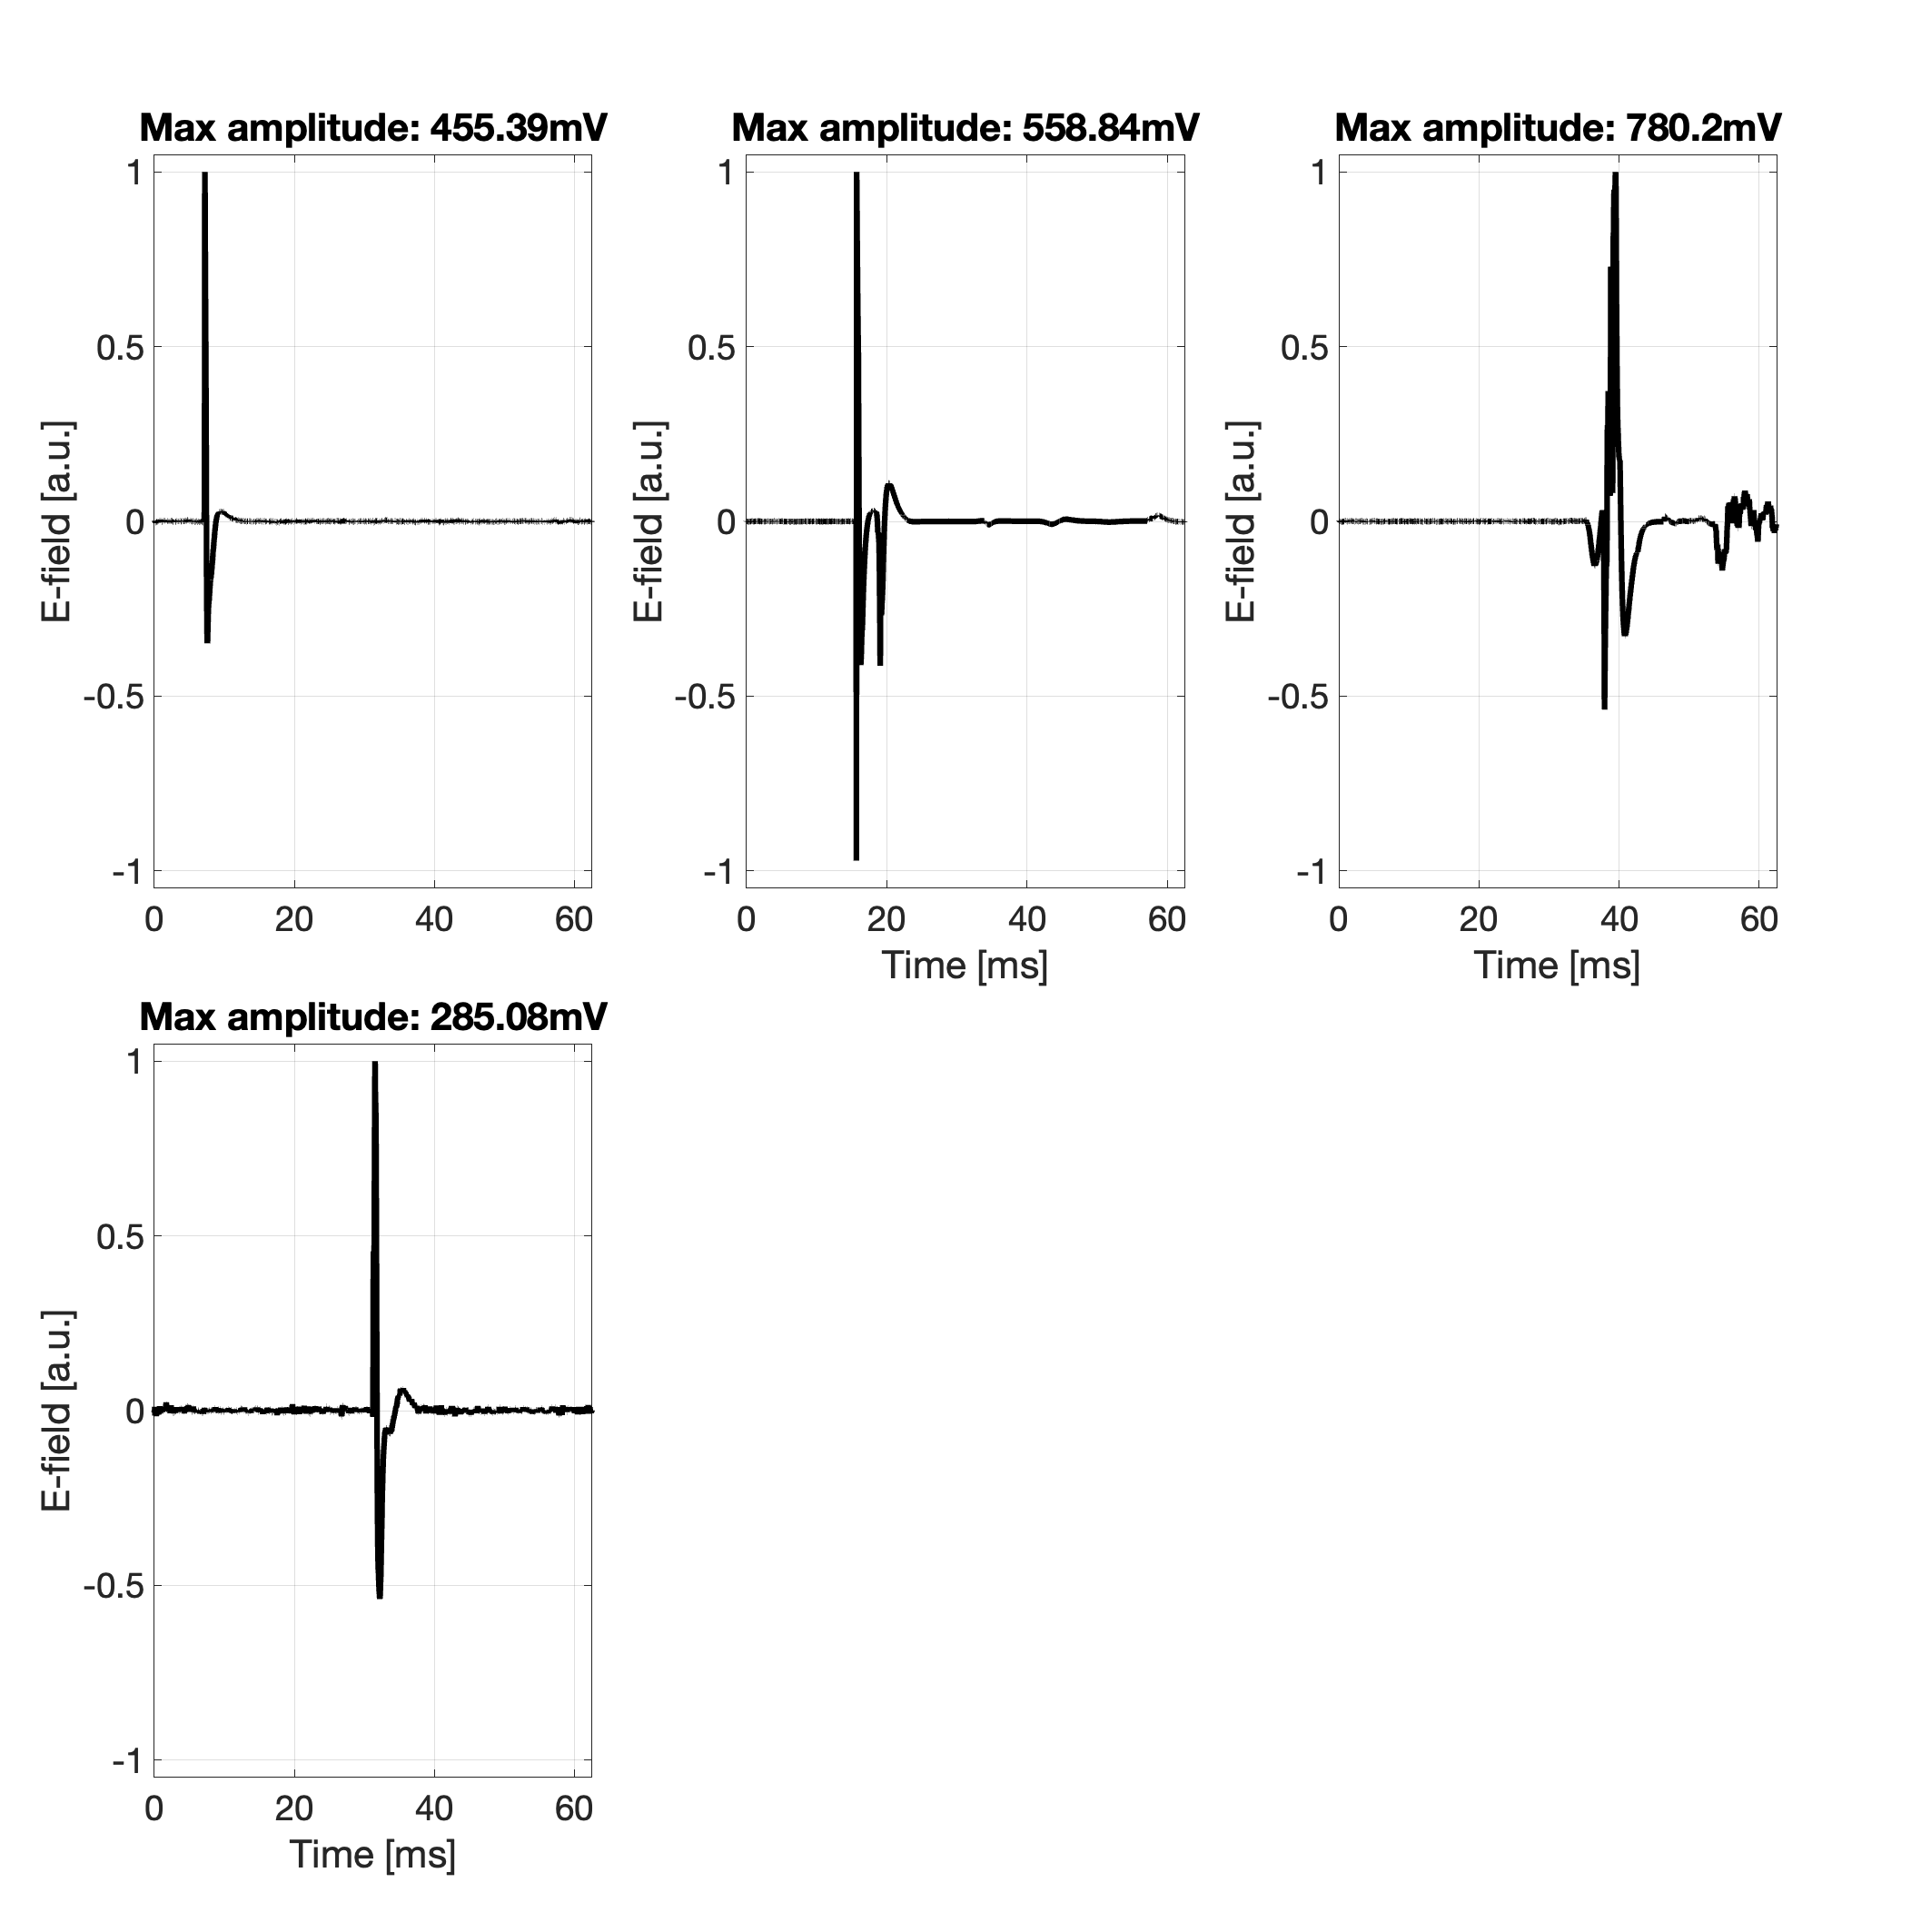 Max amplitude: 455.39mV
1
0.5
0
-0.5
-1
E-field [a.u.]
0 20 40 60
Max amplitude: 558.84mV
1
0.5
0
-0.5
-1
E-field [a.u.]
0 20 40 60
Time [ms]
Max amplitude: 780.2mV
1
0.5
0
-0.5
-1
E-field [a.u.]
0 20 40 60
Time [ms]
Max amplitude: 285.08mV
1
0.5
0
-0.5
-1
E-field [a.u.]
0 20 40 60
Time [ms]